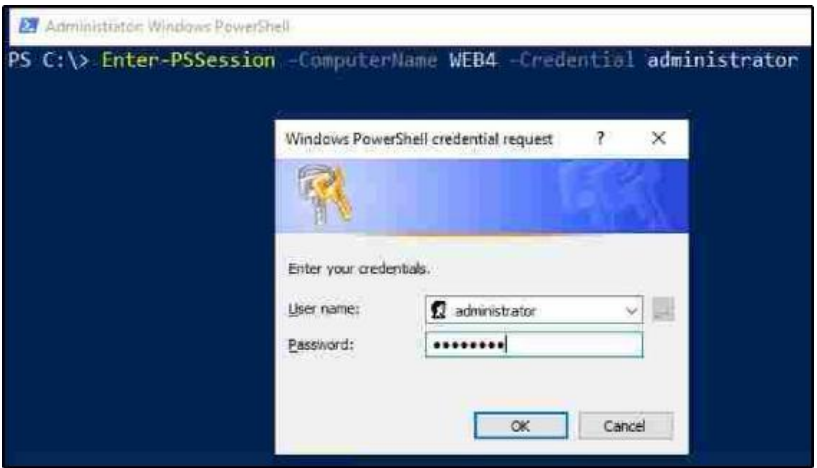 Administrator: Windows PowerShell
PS C:\> Enter-PSSession -ComputerName WEB4 -Credential administrator
Windows PowerShell credential request ? ×
Enter your credentials.
User name: administrator
Password: ••••••••
OK Cancel